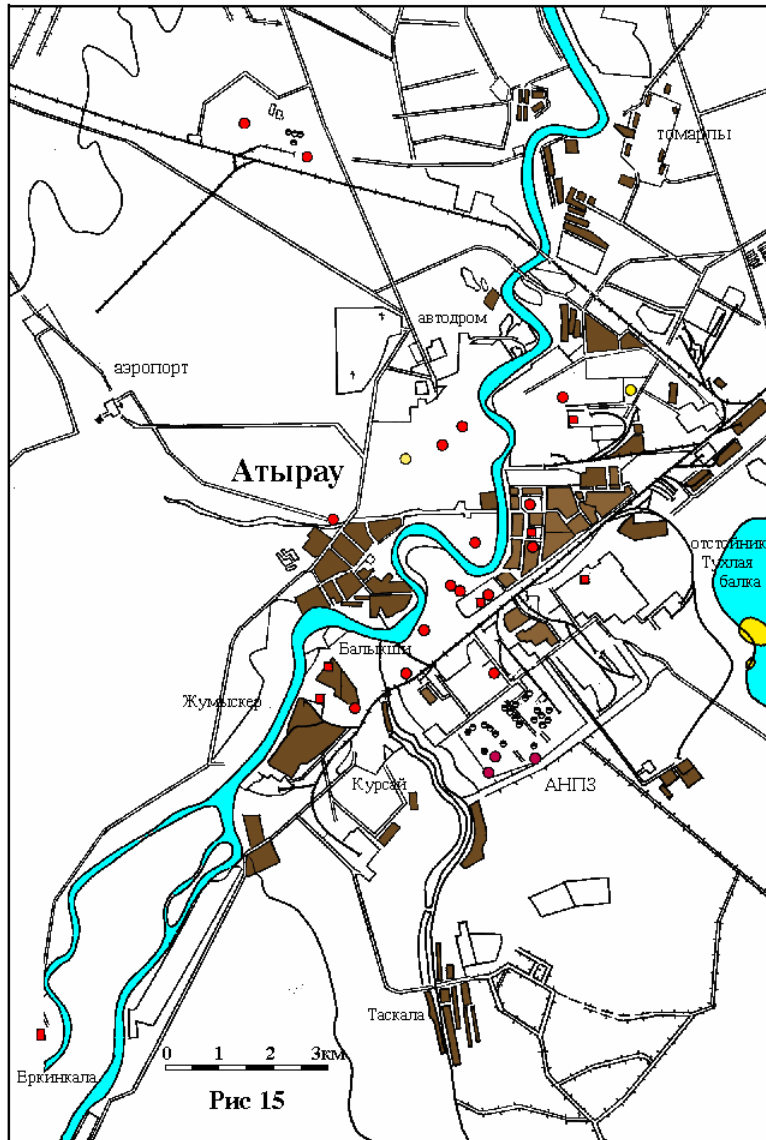 томарлы
автодром
аэропорт
Атырау
отстойник
Тухлая
балка
Балыкши
Жумыскер
Курсай
АНПЗ
Таскала
0 1 2 3км
Еркинкала
Рис 15